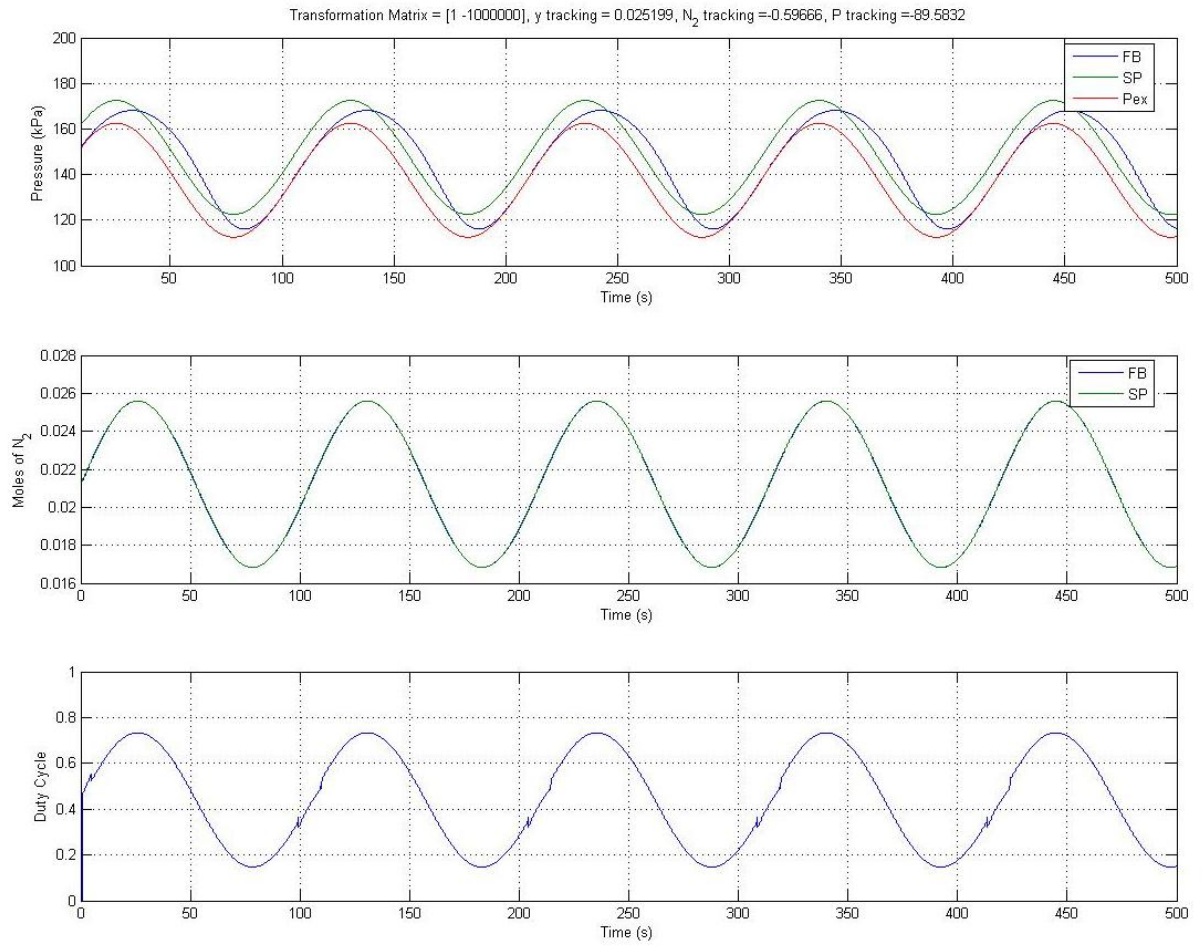 Transformation Matrix = [1 -1000000], y tracking = 0.025199, N2 tracking =-0.59666, P tracking =-89.5832
200
180
160
140
120
100
Pressure (kPa)
FB
SP
Pex
50 100 150 200 250 300 350 400 450 500
Time (s)
0.028
0.026
0.024
0.022
0.02
0.018
0.016
Moles of N2
FB
SP
0 50 100 150 200 250 300 350 400 450 500
Time (s)
1
0.8
0.6
0.4
0.2
0
Duty Cycle
0 50 100 150 200 250 300 350 400 450 500
Time (s)